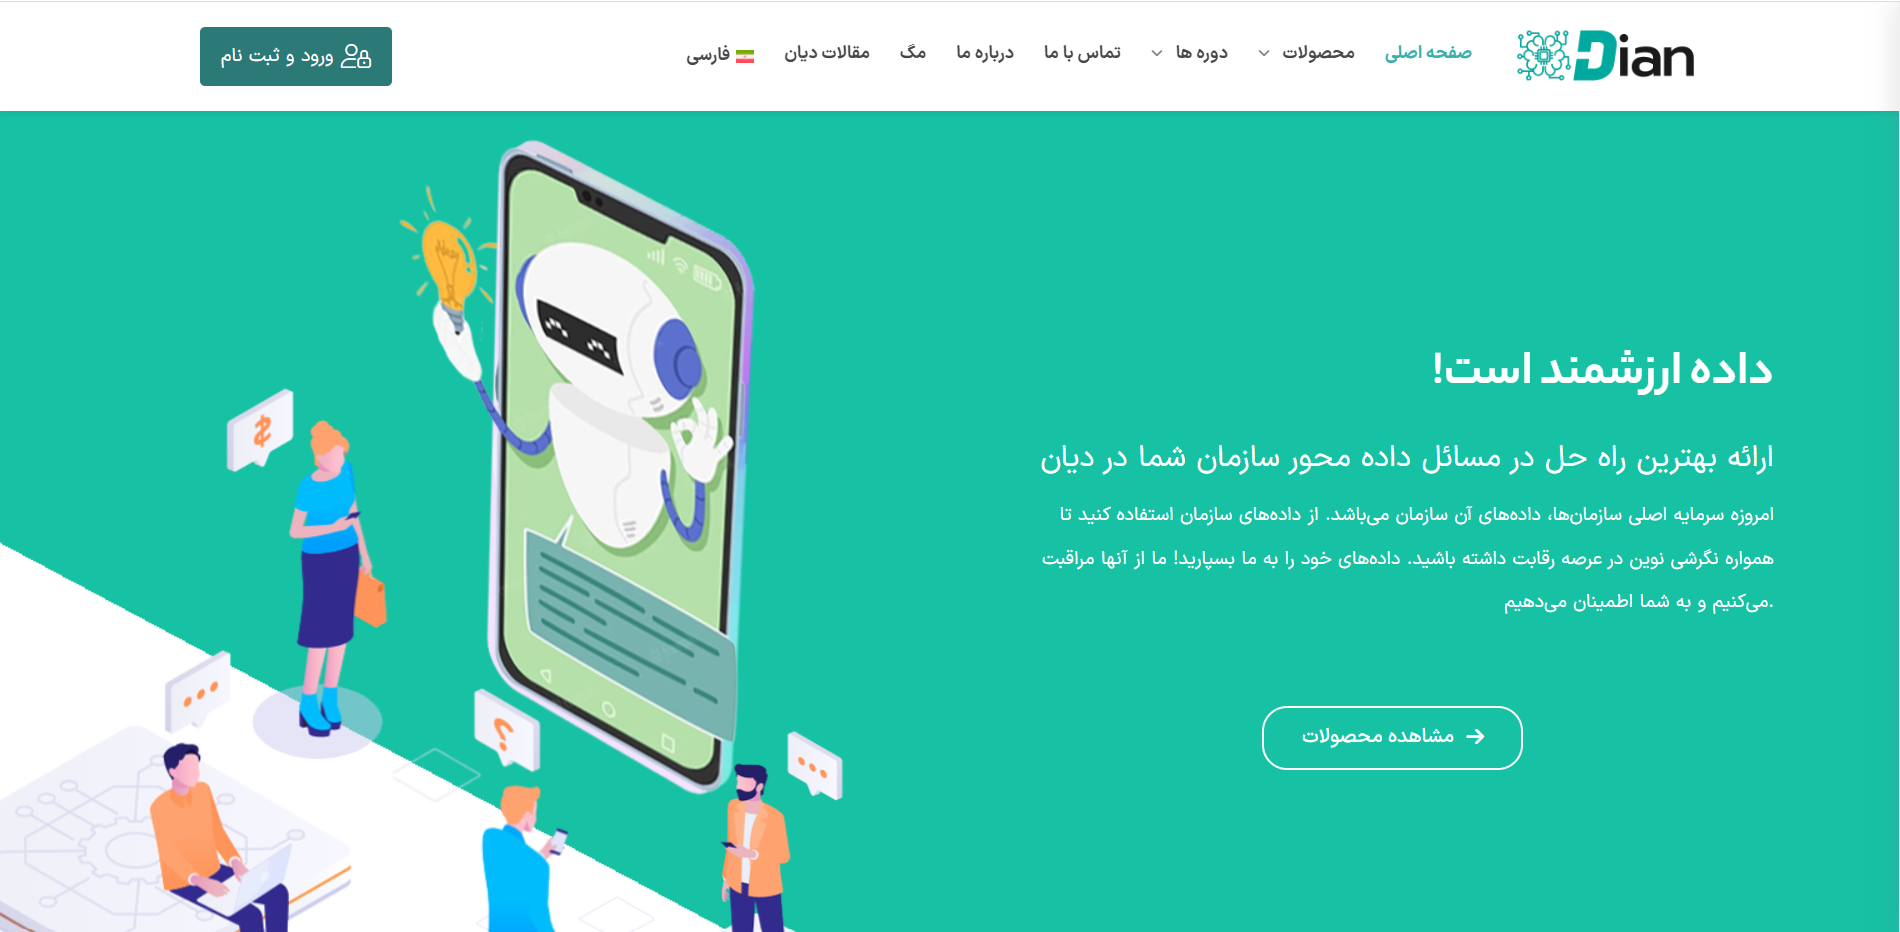 Dian
صفحه اصلی
محصولات
دوره ها
تماس با ما
درباره ما
مگ
مقالات دیان
فارسی
ورود و ثبت نام
داده ارزشمند است!
ارائه بهترین راه حل در مسائل داده محور سازمان شما در دیان
امروزه سرمایه اصلی سازمان‌ها، داده‌های آن سازمان می‌باشد. از داده‌های سازمان استفاده کنید تا
همواره نگرشی نوین در عرصه رقابت داشته باشید. داده‌های خود را به ما بسپارید! ما از آنها مراقبت
.می‌کنیم و به شما اطمینان می‌دهیم
مشاهده محصولات
$
؟